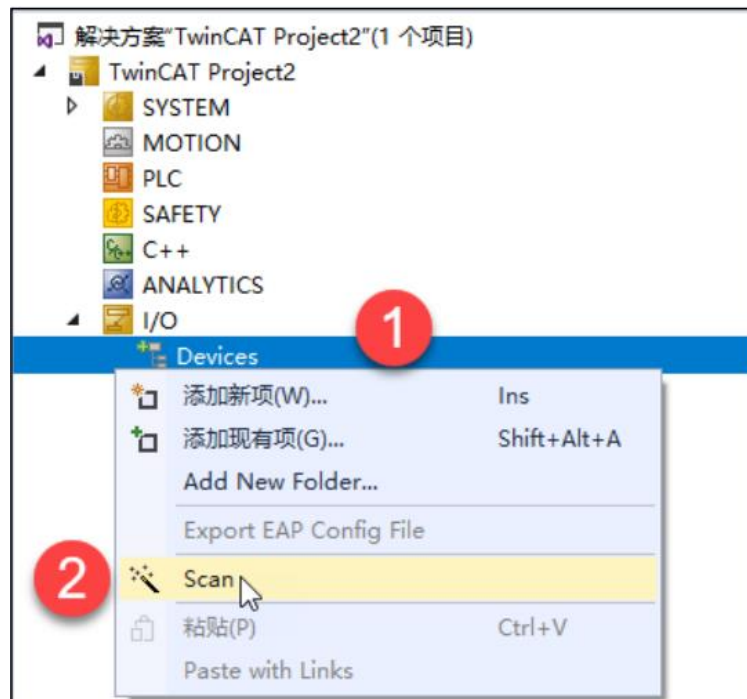 解决方案"TwinCAT Project2"(1 个项目)
TwinCAT Project2
SYSTEM
MOTION
PLC
SAFETY
C++
ANALYTICS
I/O
1
Devices
添加新项(W)... Ins
添加现有项(G)... Shift+Alt+A
Add New Folder...
Export EAP Config File
2 Scan
粘贴(P) Ctrl+V
Paste with Links